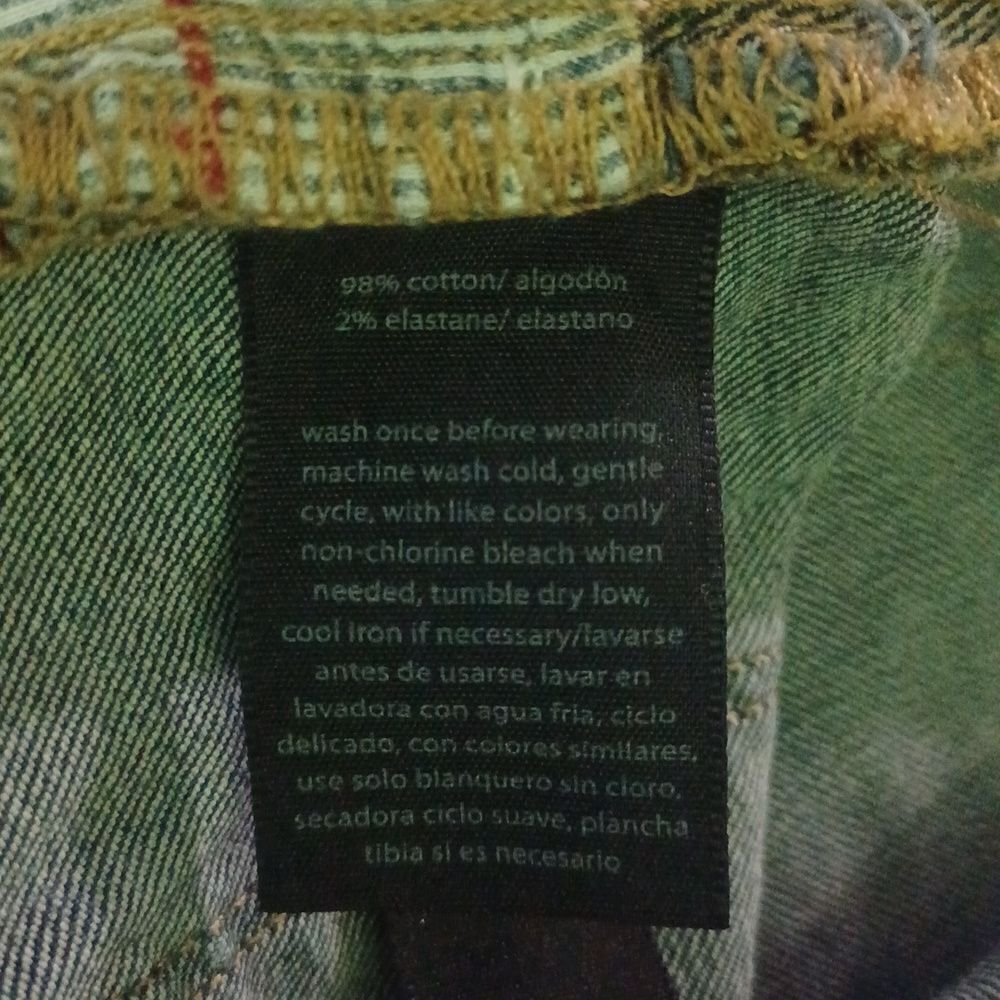 98% cotton/ algodón
2% elastane/ elastano
wash once before wearing,
machine wash cold, gentle
cycle, with like colors, only
non-chlorine bleach when
needed, tumble dry low,
cool iron if necessary/lavarse
antes de usarse, lavar en
lavadora con agua fria, ciclo
delicado, con colores similares,
use solo blanquero sin cloro,
secadora ciclo suave, plancha
tibia si es necesario